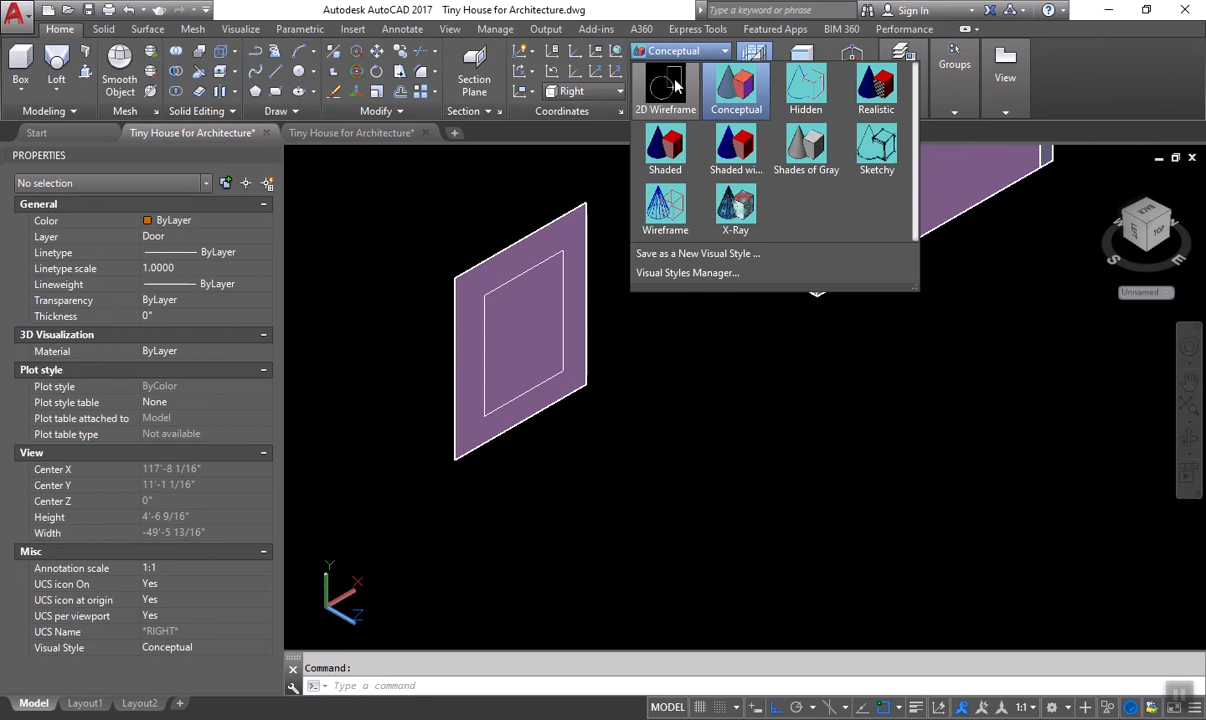 Autodesk AutoCAD 2017 Tiny House for Architecture.dwg
Type a keyword or phrase
Sign In
Home Solid Surface Mesh Visualize Parametric Insert Annotate View Manage Output Add-ins A360 Express Tools Featured Apps BIM 360 Performance
Box
Loft
Smooth
Object
Section
Plane
Conceptual
Right
Groups
View
Modeling
Mesh
Draw
Modify
Section
Coordinates
2D Wireframe
Conceptual
Hidden
Realistic
Shaded
Shaded wi...
Shades of Gray
Sketchy
Wireframe
X-Ray
Save as a New Visual Style ...
Visual Styles Manager...
Start
Tiny House for Architecture*
Tiny House for Architecture*
PROPERTIES
No selection
General
Color ByLayer
Layer Door
Linetype ByLayer
Linetype scale 1.0000
Lineweight ByLayer
Transparency ByLayer
Thickness 0"
3D Visualization
Material ByLayer
Plot style
Plot style ByColor
Plot style table None
Plot table attached to Model
Plot table type Not available
View
Center X 117'-8 1/16"
Center Y 11'-1 1/16"
Center Z 0"
Height 4'-6 9/16"
Width -49'-5 13/16"
Misc
Annotation scale 1:1
UCS icon On Yes
UCS icon at origin Yes
UCS per viewport Yes
UCS Name *RIGHT*
Visual Style Conceptual
BACK
TOP
W
N
S
Unnamed
Y
X
Z
Command:
Type a command
Model Layout1 Layout2
MODEL
1:1